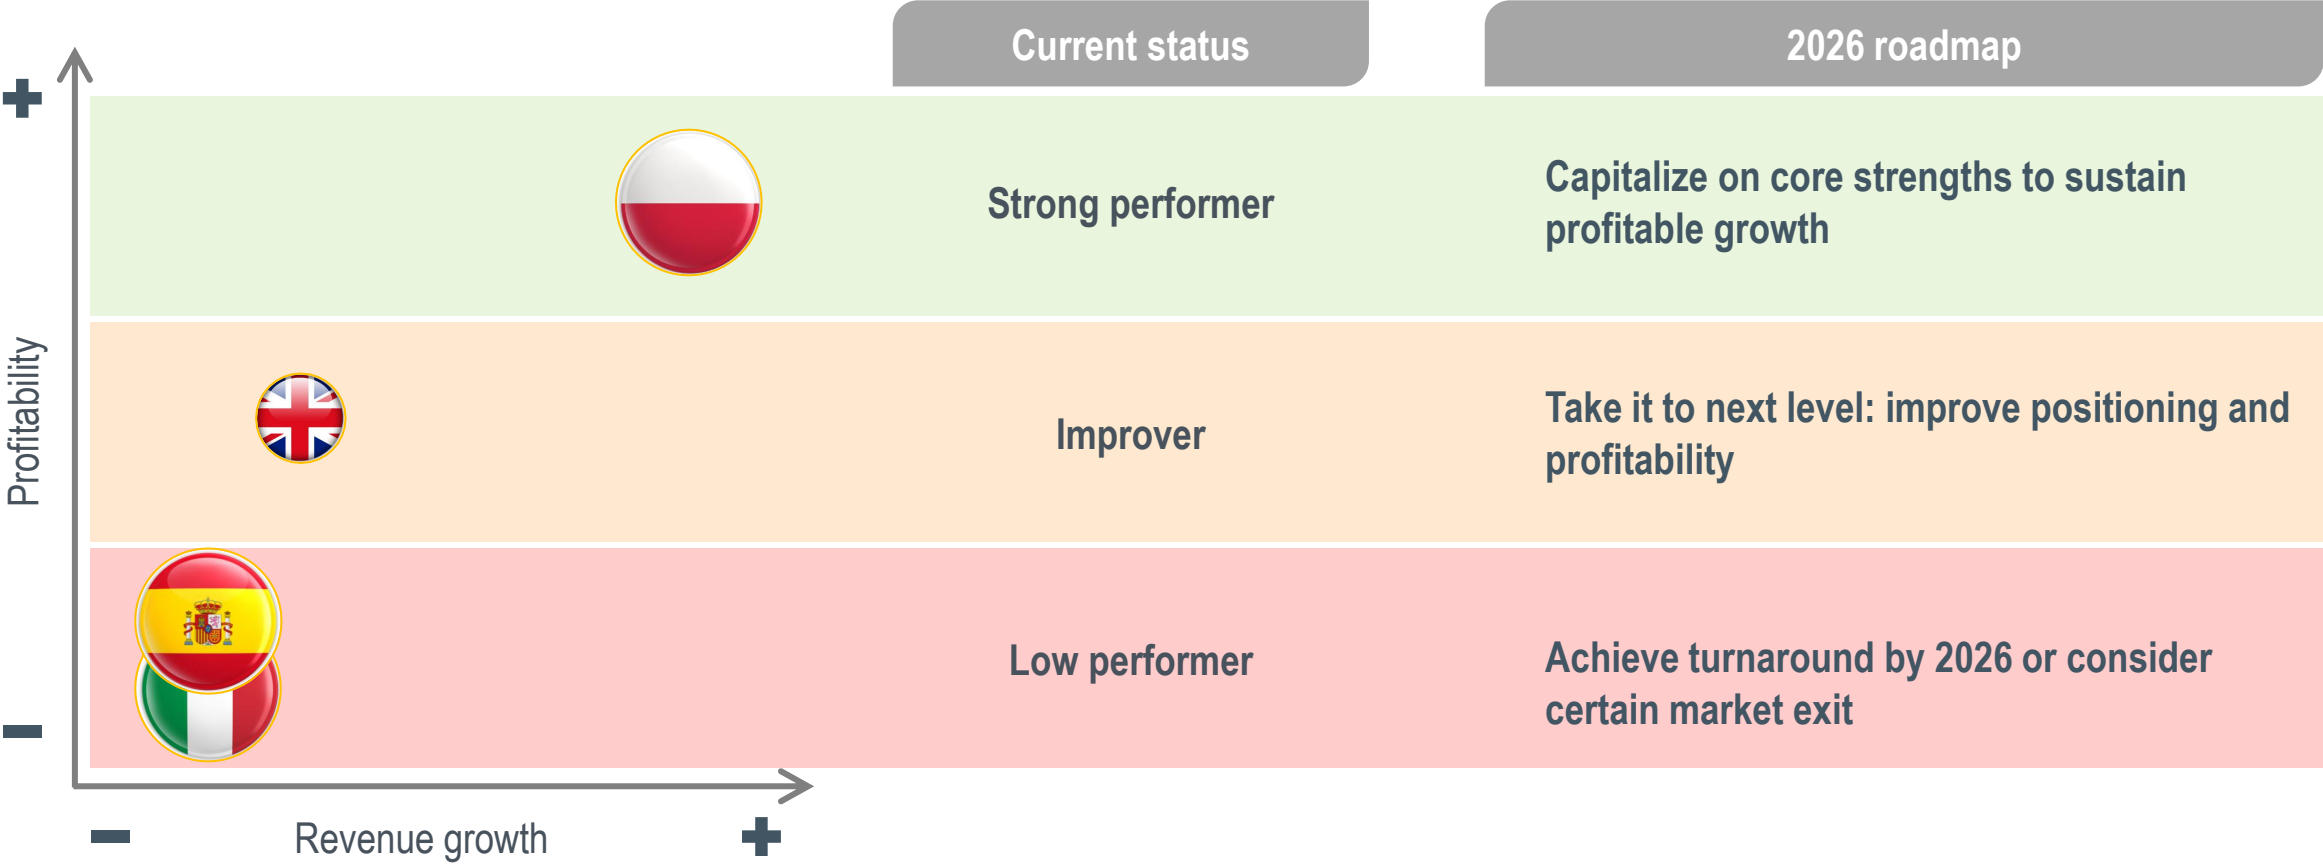 Current status
2026 roadmap
Strong performer
Capitalize on core strengths to sustain
profitable growth
Improver
Take it to next level: improve positioning and
profitability
Low performer
Achieve turnaround by 2026 or consider
certain market exit
Profitability
Revenue growth